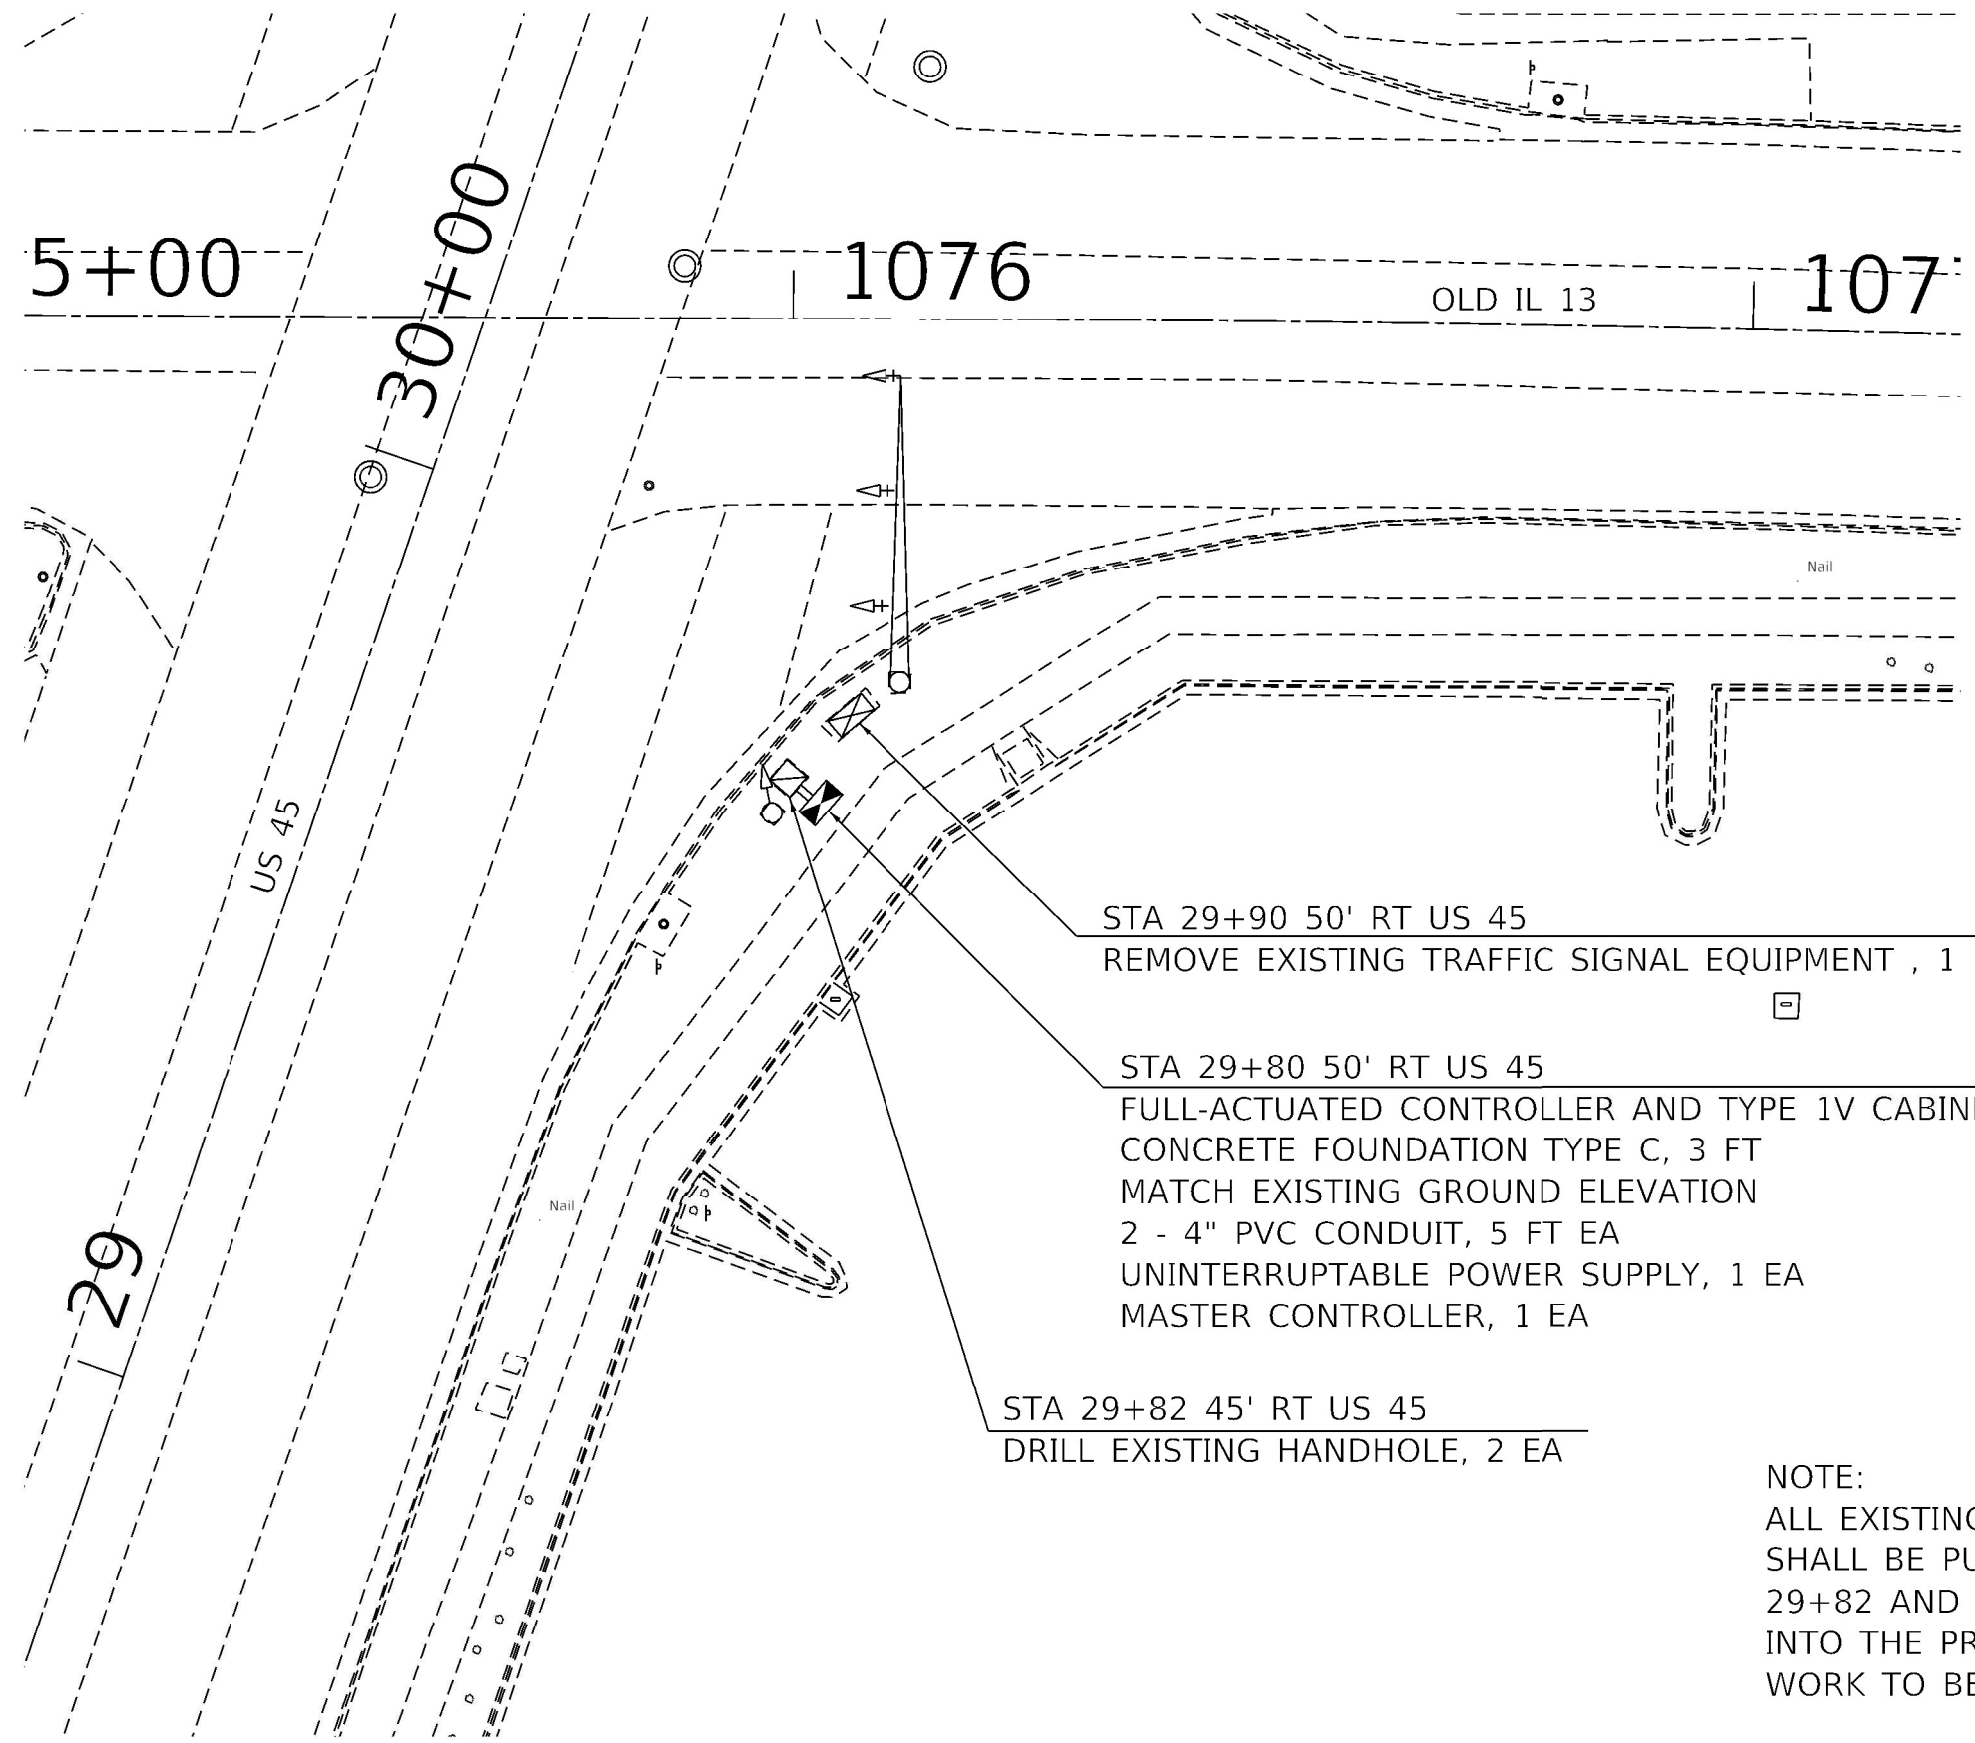 5+00
30+00
1076
107
OLD IL 13
Nail
US 45
STA 29+90 50' RT US 45
REMOVE EXISTING TRAFFIC SIGNAL EQUIPMENT , 1
STA 29+80 50' RT US 45
FULL-ACTUATED CONTROLLER AND TYPE 1V CABIN
CONCRETE FOUNDATION TYPE C, 3 FT
MATCH EXISTING GROUND ELEVATION
2 - 4" PVC CONDUIT, 5 FT EA
UNINTERRUPTABLE POWER SUPPLY, 1 EA
MASTER CONTROLLER, 1 EA
Nail
29
STA 29+82 45' RT US 45
DRILL EXISTING HANDHOLE, 2 EA
NOTE:
ALL EXISTING
SHALL BE PU
29+82 AND
INTO THE PR
WORK TO BE